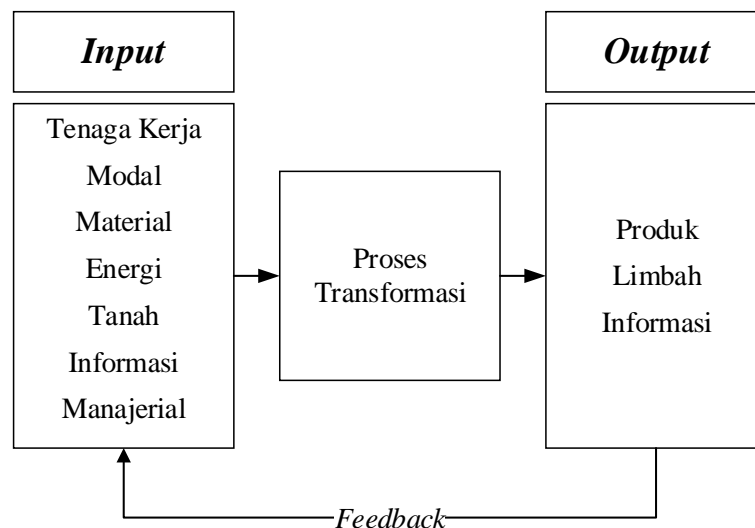 Input
Tenaga Kerja
Modal
Material
Energi
Tanah
Informasi
Manajerial
Proses
Transformasi
Output
Produk
Limbah
Informasi
Feedback